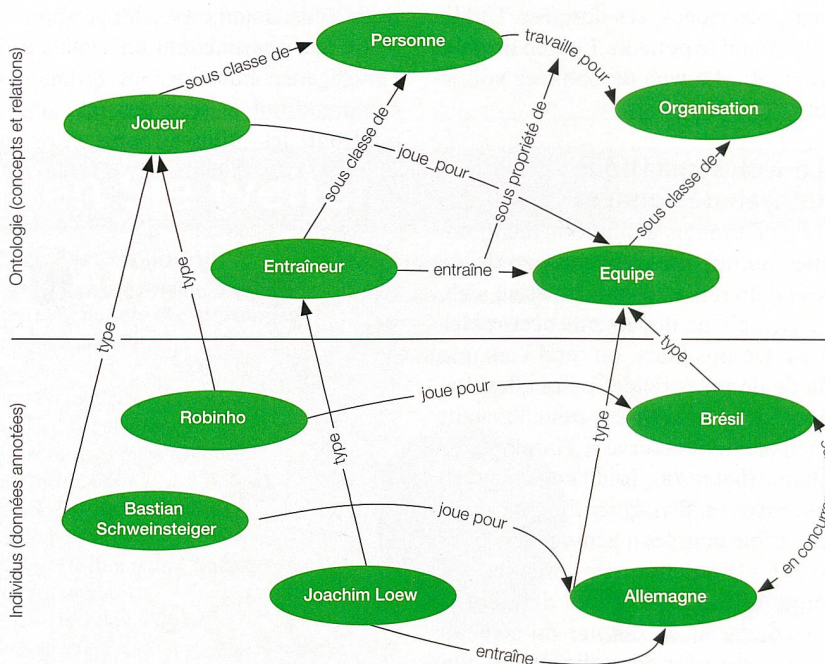 Ontologie (concepts et relations)
Personne
travaille pour
sous classe de
Joueur
Organisation
joue pour
sous classe de
sous propriété de
sous classe de
Entraîneur
entraîne
Equipe
type
type
type
type
type
Individus (données annotées)
Robinho
joue pour
Brésil
Bastian
Schweinsteiger
joue pour
Joachim Loew
Allemagne
entraîne